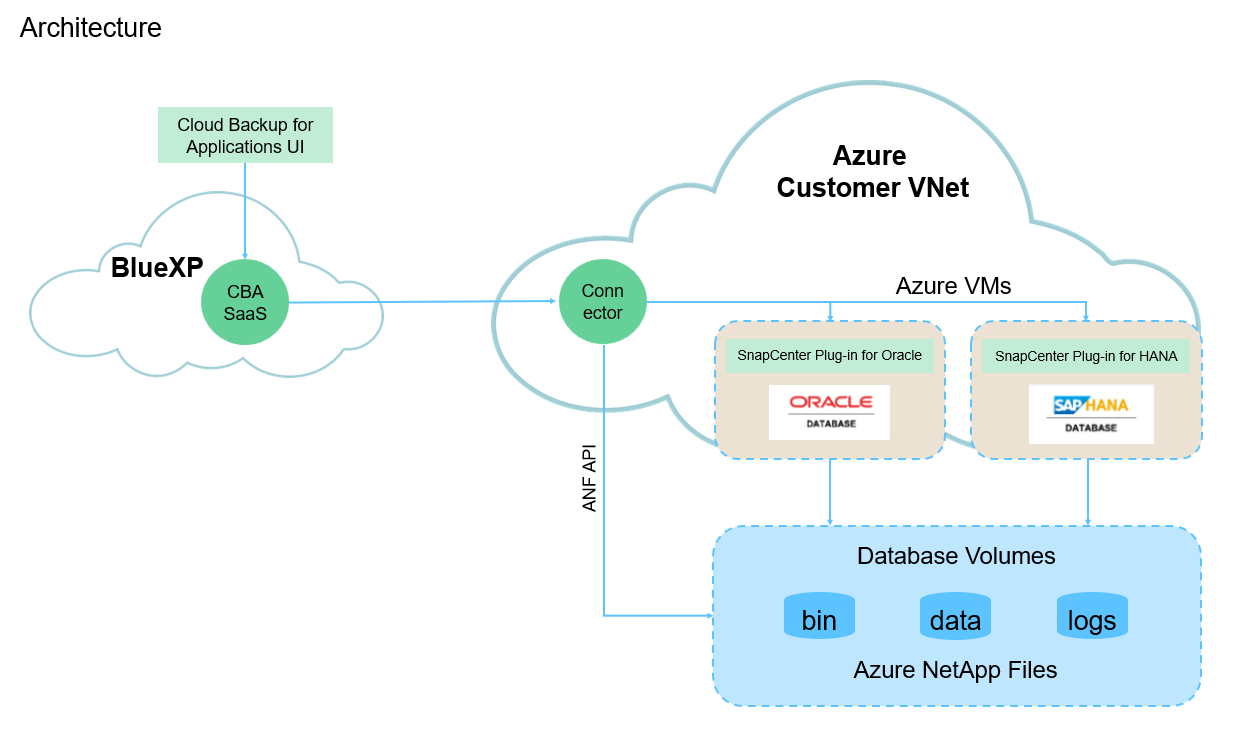 Architecture
Cloud Backup for
Applications UI
BlueXP
CBA
SaaS
Azure
Customer VNet
Conn
ector
Azure VMs
SnapCenter Plug-in for Oracle
ORACLE
DATABASE
SnapCenter Plug-in for HANA
SAP HANA
DATABASE
ANF API
Database Volumes
bin
data
logs
Azure NetApp Files